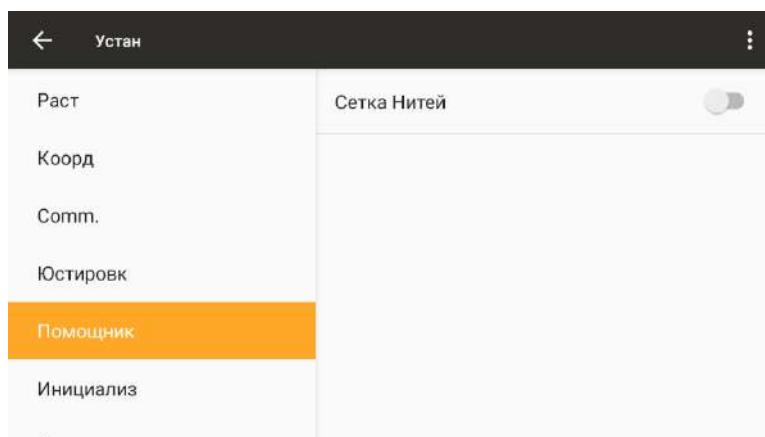 Устан
Раст
Сетка Нитей
Коорд
Comm.
Юстировк
Помощник
Инициализ